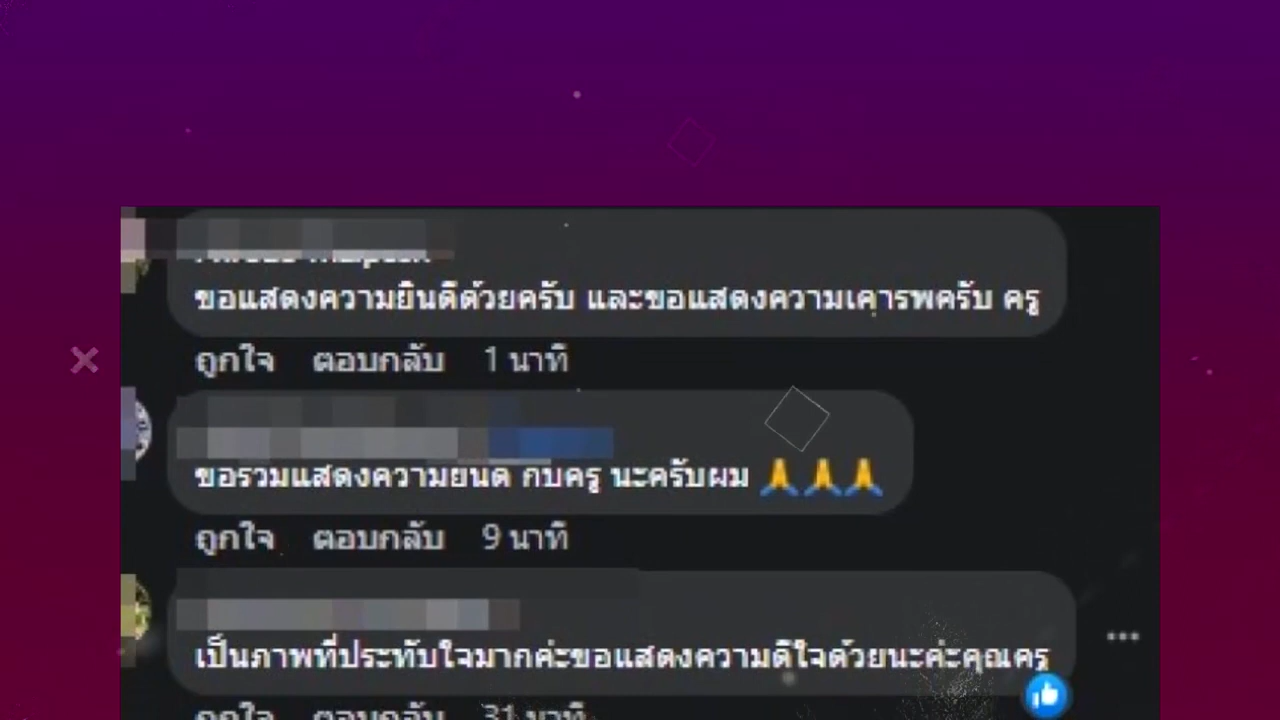 ขอแสดงความยินดีด้วยครับ และขอแสดงความเคารพครับ ครู
ถูกใจ ตอบกลับ 1 นาที
ขอรวมแสดงความยนด กบครู นะครับผม 🙏🙏🙏
ถูกใจ ตอบกลับ 9 นาที
เป็นภาพที่ประทับใจมากค่ะขอแสดงความดีใจด้วยนะค่ะคุณครู
ถูกใจ ตอบกลับ 31 นาที